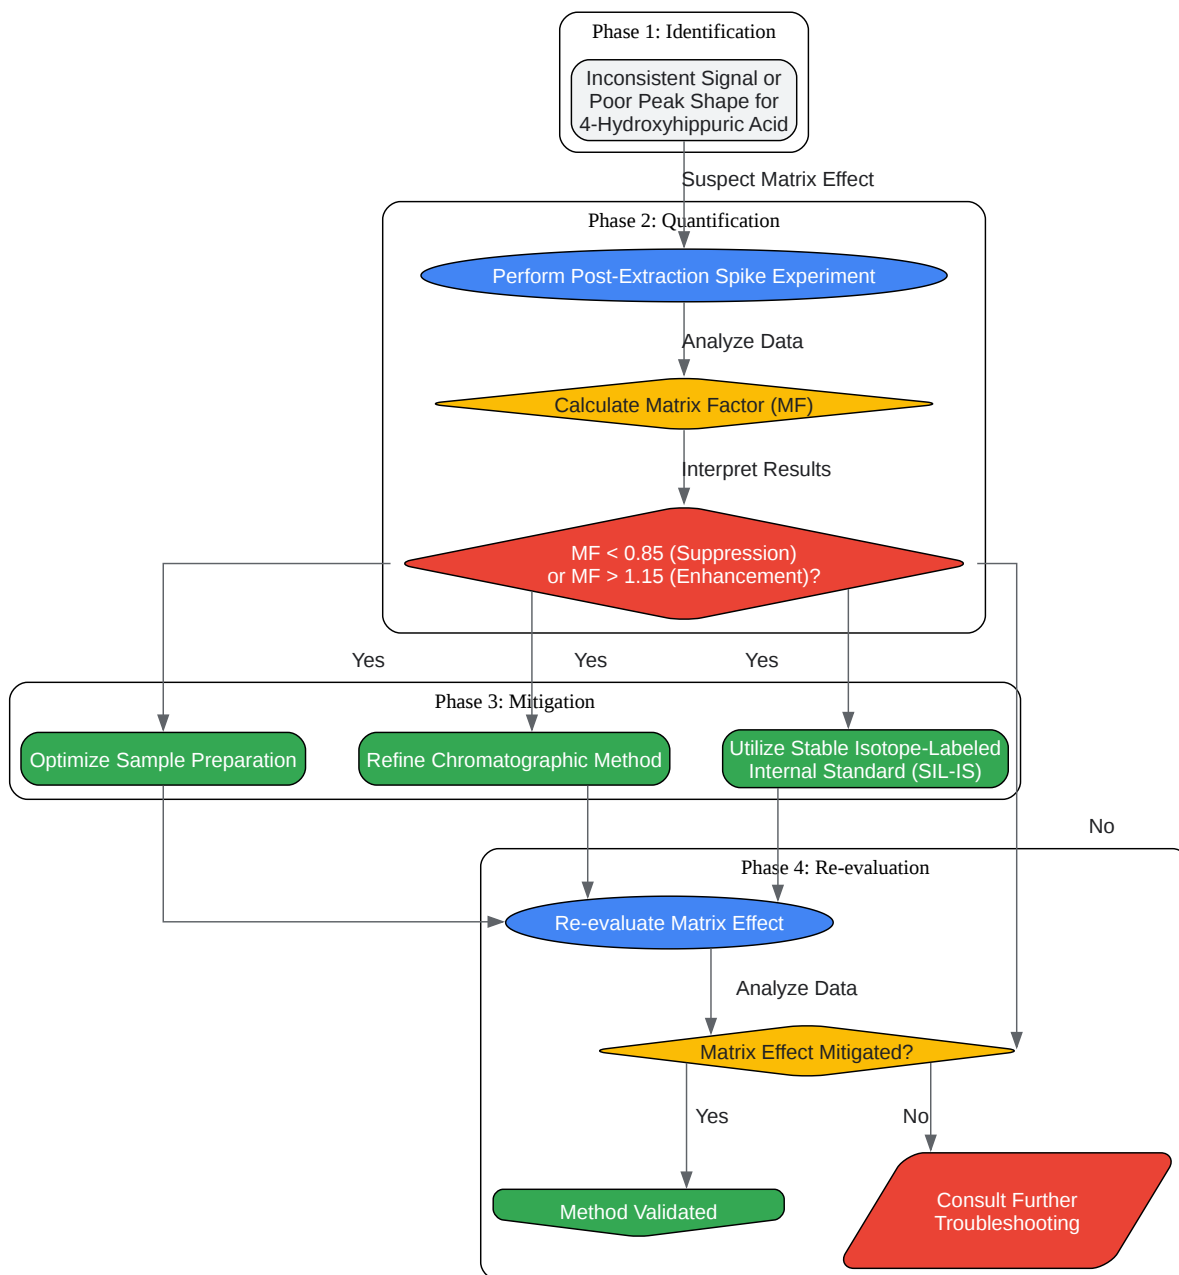 Phase 1: Identification
Inconsistent Signal or
Poor Peak Shape for
4-Hydroxyhippuric Acid
Suspect Matrix Effect
Phase 2: Quantification
Perform Post-Extraction Spike Experiment
Analyze Data
Calculate Matrix Factor (MF)
Interpret Results
MF < 0.85 (Suppression)
or MF > 1.15 (Enhancement)?
Yes
Yes
Yes
Phase 3: Mitigation
Optimize Sample Preparation
Refine Chromatographic Method
Utilize Stable Isotope-Labeled
Internal Standard (SIL-IS)
No
Phase 4: Re-evaluation
Re-evaluate Matrix Effect
Analyze Data
Matrix Effect Mitigated?
Yes
No
Method Validated
Consult Further
Troubleshooting